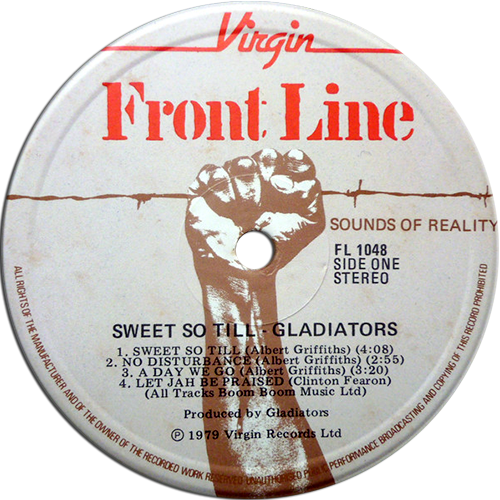 Virgin
Front Line
SOUNDS OF REALITY
FL 1048
SIDE ONE
STEREO
SWEET SO TILL - GLADIATORS
1. SWEET SO TILL (Albert Griffiths) (4:08)
2. NO DISTURBANCE (Albert Griffiths) (2:55)
3. A DAY WE GO (Albert Griffiths) (3:20)
4. LET JAH BE PRAISED (Clinton Fearon)
(All Tracks Boom Boom Music Ltd)
Produced by Gladiators
℗ 1979 Virgin Records Ltd
ALL RIGHTS OF THE MANUFACTURER AND OF THE OWNER OF THE RECORDED WORK RESERVED UNAUTHORISED PUBLIC PERFORMANCE BROADCASTING AND COPYING OF THIS RECORD PROHIBITED